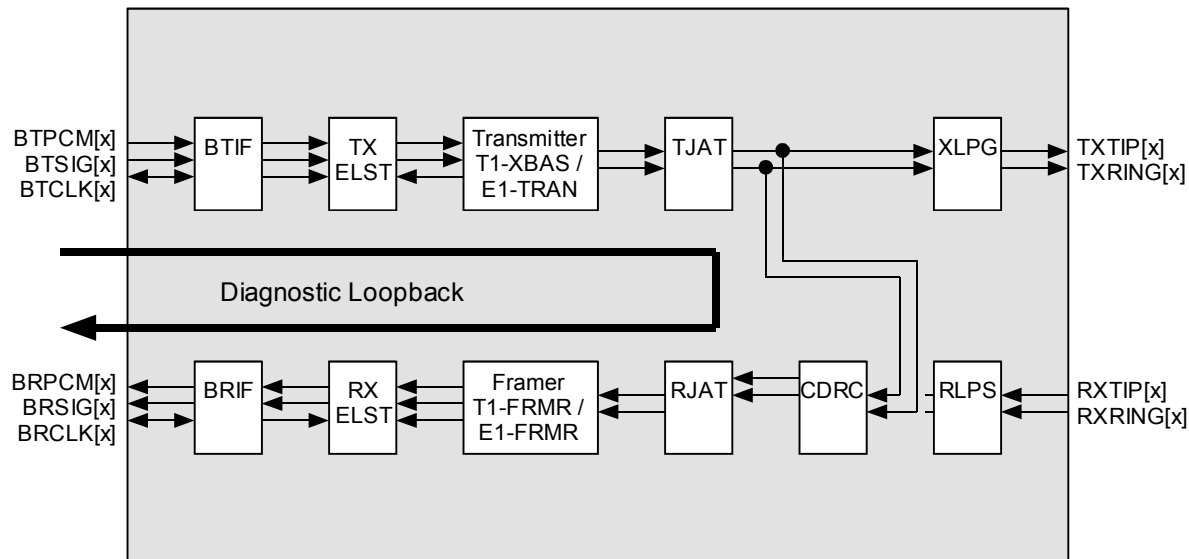 BTPCM[x]
BTSIG[x]
BTCLK[x]
BTIF
TX
ELST
Transmitter
T1-XBAS /
E1-TRAN
TJAT
XLPG
TXTIP[x]
TXRING[x]
Diagnostic Loopback
BRPCM[x]
BRSIG[x]
BRCLK[x]
BRIF
RX
ELST
Framer
T1-FRMR /
E1-FRMR
RJAT
CDRC
RLPS
RXTIP[x]
RXRING[x]